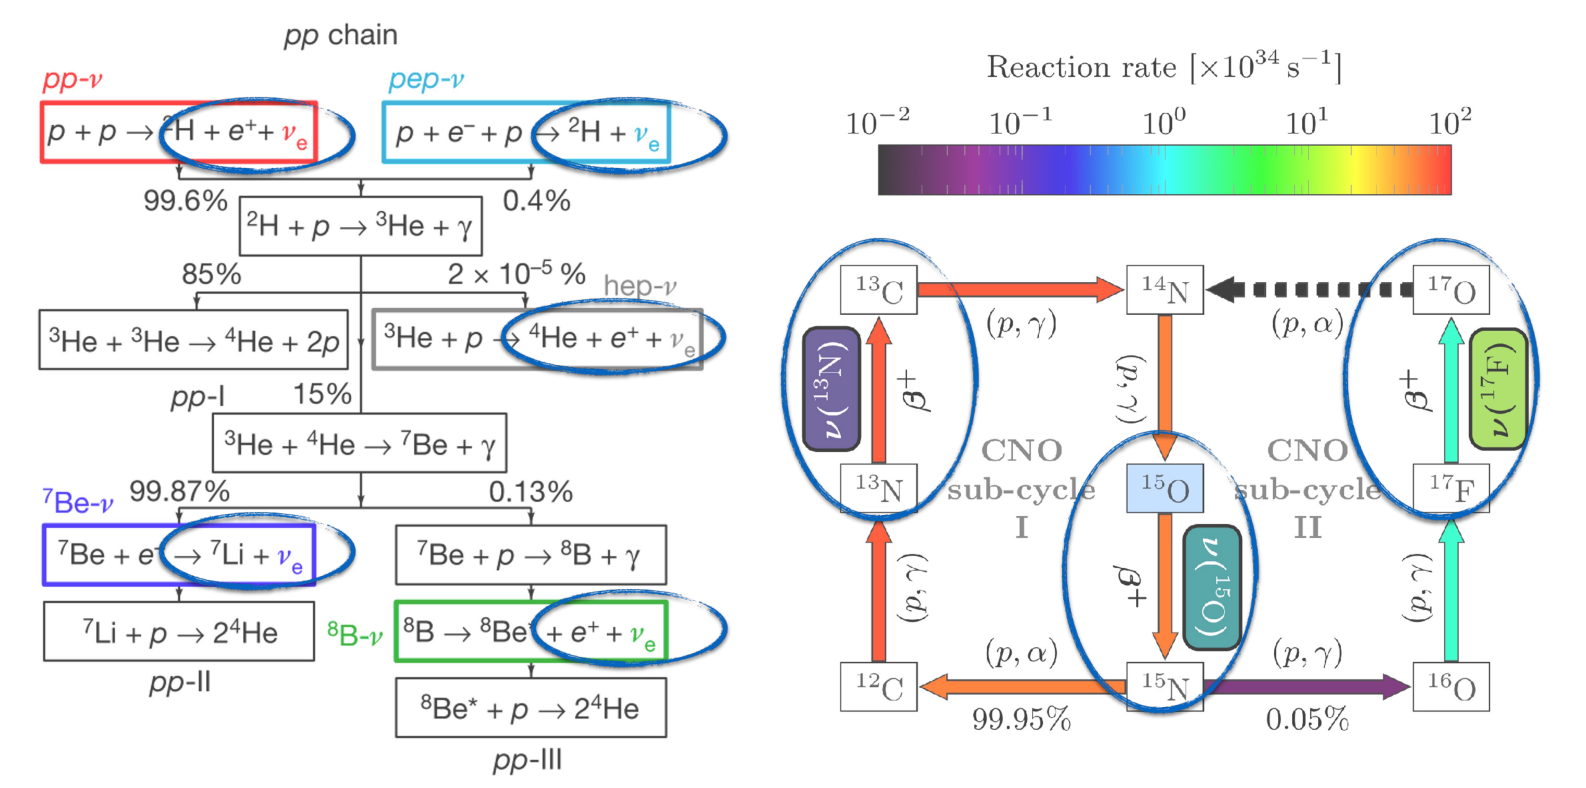 pp chain
pp-ν
pep-ν
p + p → ²H + e⁺ + νₑ
p + e⁻ + p → ²H + νₑ
99.6%
0.4%
²H + p → ³He + γ
85%
2 × 10⁻⁵ %
hep-ν
³He + ³He → ⁴He + 2p
³He + p → ⁴He + e⁺ + νₑ
pp-I
15%
³He + ⁴He → ⁷Be + γ
⁷Be-ν
99.87%
0.13%
⁷Be + e⁻ → ⁷Li + νₑ
⁷Be + p → ⁸B + γ
⁷Li + p → 2⁴He
⁸B-ν
⁸B → ⁸Be* + e⁺ + νₑ
pp-II
⁸Be* + p → 2⁴He
pp-III
Reaction rate [×10³⁴ s⁻¹]
10⁻² 10⁻¹ 10⁰ 10¹ 10²
¹³C
(p, γ)
¹⁴N
(p, α)
¹⁷O
ν(¹³N)
β⁺
(p, γ)
β⁺
ν(¹⁷F)
CNO
sub-cycle
I
CNO
sub-cycle
II
¹³N
¹⁵O
¹⁷F
(p, γ)
β⁺
ν(¹⁵O)
(p, γ)
¹²C
(p, α)
99.95%
¹⁵N
(p, γ)
0.05%
¹⁶O